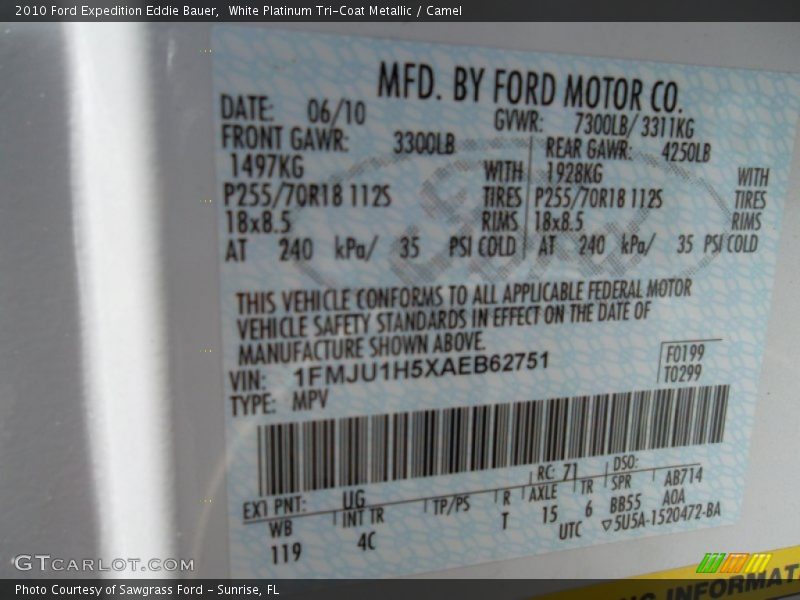 2010 Ford Expedition Eddie Bauer, White Platinum Tri-Coat Metallic / Camel
MFD. BY FORD MOTOR CO.
DATE: 06/10 GVWR: 7300LB/ 3311KG
FRONT GAWR: 3300LB REAR GAWR: 4250LB
1497KG WITH 1928KG WITH
P255/70R18 112S TIRES P255/70R18 112S TIRES
18x8.5 RIMS 18x8.5 RIMS
AT 240 kPa/ 35 PSI COLD AT 240 kPa/ 35 PSI COLD
THIS VEHICLE CONFORMS TO ALL APPLICABLE FEDERAL MOTOR
VEHICLE SAFETY STANDARDS IN EFFECT ON THE DATE OF
MANUFACTURE SHOWN ABOVE.
VIN: 1FMJU1H5XAEB62751 F0199
TYPE: MPV T0299
EXT PNT: UG RC: 71 DSO:
WB INT TR TP/PS R AXLE TR SPR AB714
119 4C T 15 6 BB55 A0A
UTC ▽5U5A-1520472-BA
GTCARLOT.COM
NG INFORMAT
Photo Courtesy of Sawgrass Ford - Sunrise, FL